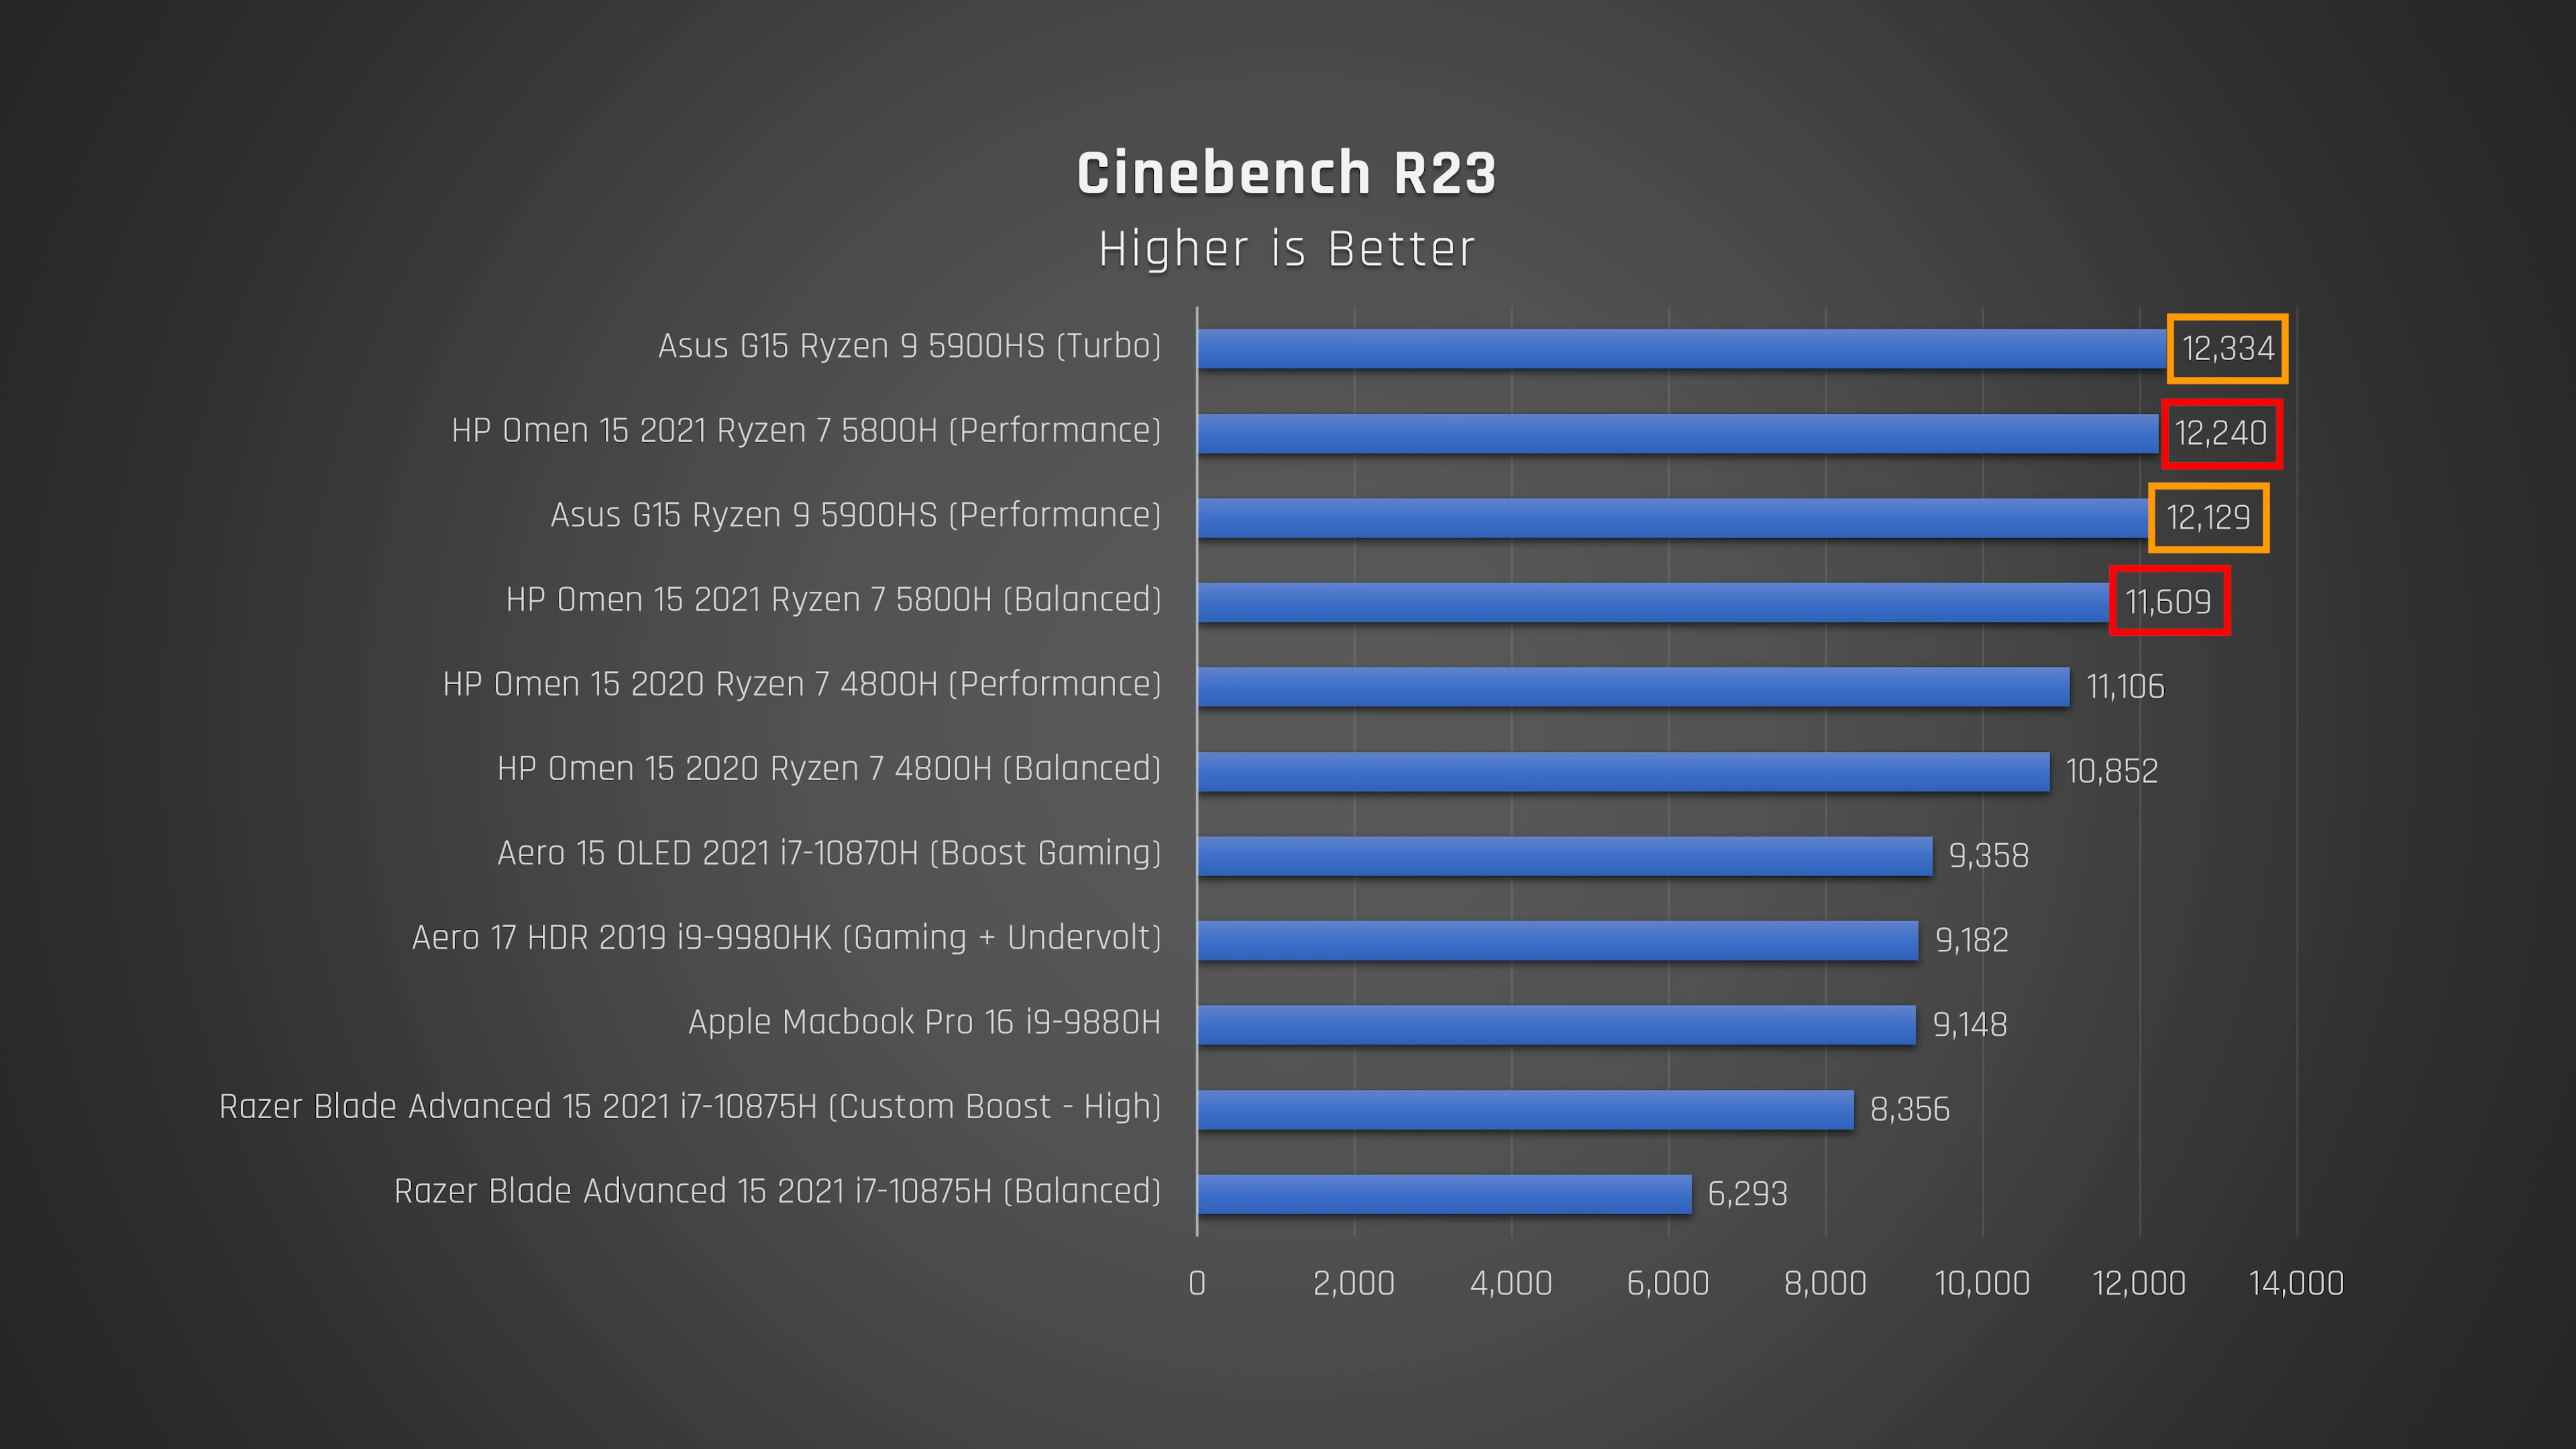 Cinebench R23
Higher is Better
Asus G15 Ryzen 9 5900HS (Turbo) 12,334
HP Omen 15 2021 Ryzen 7 5800H (Performance) 12,240
Asus G15 Ryzen 9 5900HS (Performance) 12,129
HP Omen 15 2021 Ryzen 7 5800H (Balanced) 11,609
HP Omen 15 2020 Ryzen 7 4800H (Performance) 11,106
HP Omen 15 2020 Ryzen 7 4800H (Balanced) 10,852
Aero 15 OLED 2021 i7-10870H (Boost Gaming) 9,358
Aero 17 HDR 2019 i9-9980HK (Gaming + Undervolt) 9,182
Apple Macbook Pro 16 i9-9880H 9,148
Razer Blade Advanced 15 2021 i7-10875H (Custom Boost - High) 8,356
Razer Blade Advanced 15 2021 i7-10875H (Balanced) 6,293
0 2,000 4,000 6,000 8,000 10,000 12,000 14,000